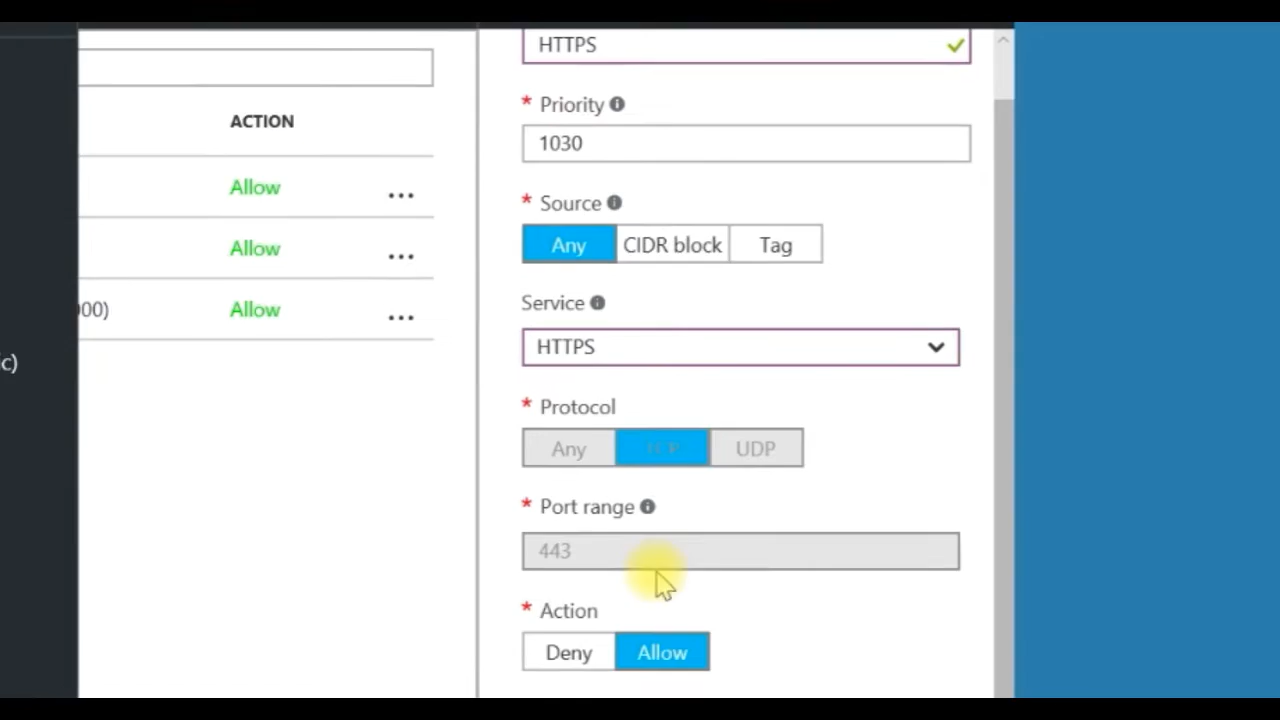 HTTPS
* Priority
1030
ACTION
Allow ...
* Source
Any CIDR block Tag
Allow ...
Service
00) Allow ...
HTTPS
c)
* Protocol
Any TCP UDP
* Port range
443
* Action
Deny Allow